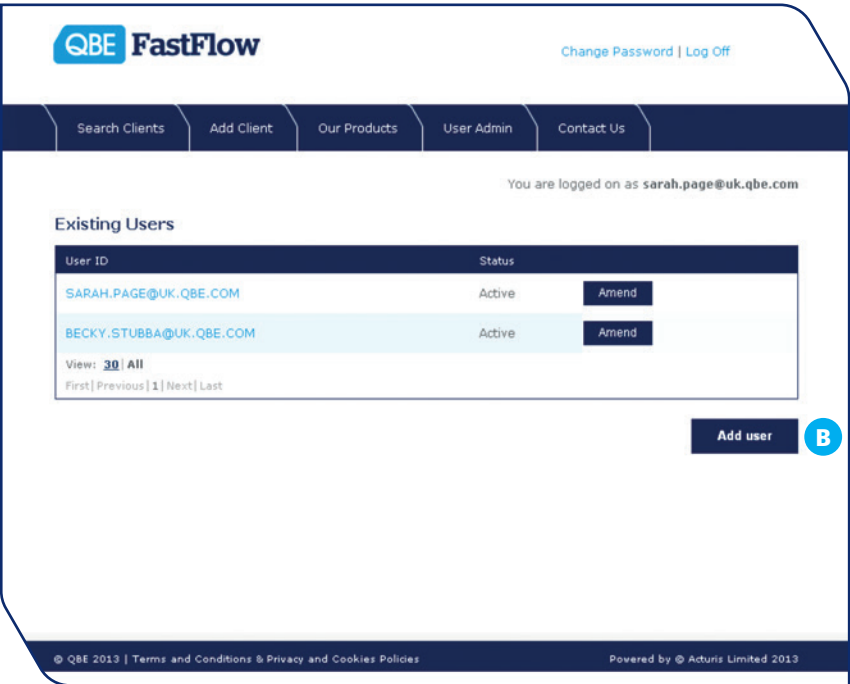 QBE FastFlow
Change Password | Log Off
Search Clients Add Client Our Products User Admin Contact Us
You are logged on as sarah.page@uk.qbe.com
Existing Users
User ID Status
SARAH.PAGE@UK.QBE.COM Active Amend
BECKY.STUBBA@UK.QBE.COM Active Amend
View: 30 | All
First | Previous | 1 | Next | Last
Add user B
© QBE 2013 | Terms and Conditions & Privacy and Cookies Policies Powered by © Acturis Limited 2013